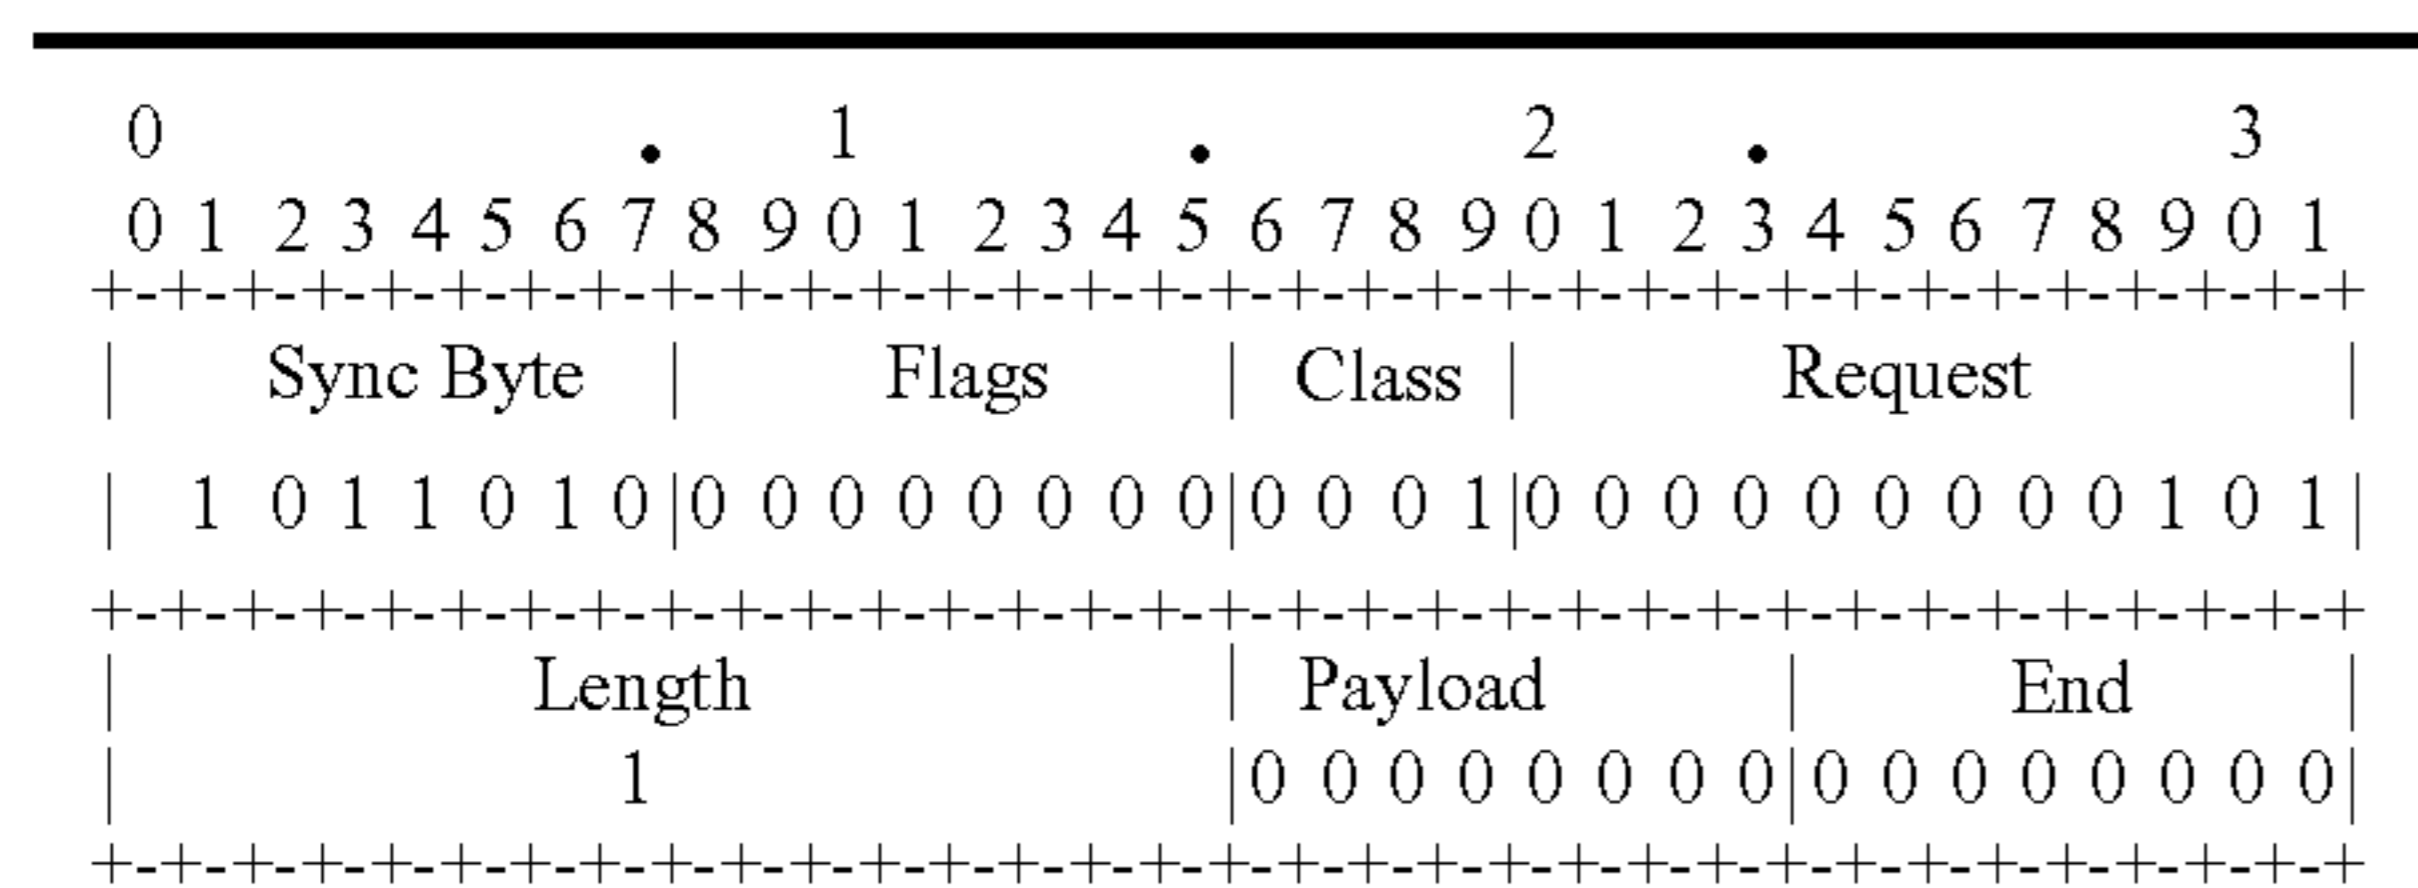 0 . 1 . 2 . 3
0 1 2 3 4 5 6 7 8 9 0 1 2 3 4 5 6 7 8 9 0 1 2 3 4 5 6 7 8 9 0 1
+-+-+-+-+-+-+-+-+-+-+-+-+-+-+-+-+-+-+-+-+-+-+-+-+-+-+-+-+-+-+-+-+
| Sync Byte | Flags | Class | Request |
| 1 0 1 1 0 1 0 |0 0 0 0 0 0 0 0|0 0 0 1|0 0 0 0 0 0 0 0 0 1 0 1|
+-+-+-+-+-+-+-+-+-+-+-+-+-+-+-+-+-+-+-+-+-+-+-+-+-+-+-+-+-+-+-+-+
| Length | Payload | End |
| 1 |0 0 0 0 0 0 0 0|0 0 0 0 0 0 0 0|
+-+-+-+-+-+-+-+-+-+-+-+-+-+-+-+-+-+-+-+-+-+-+-+-+-+-+-+-+-+-+-+-+